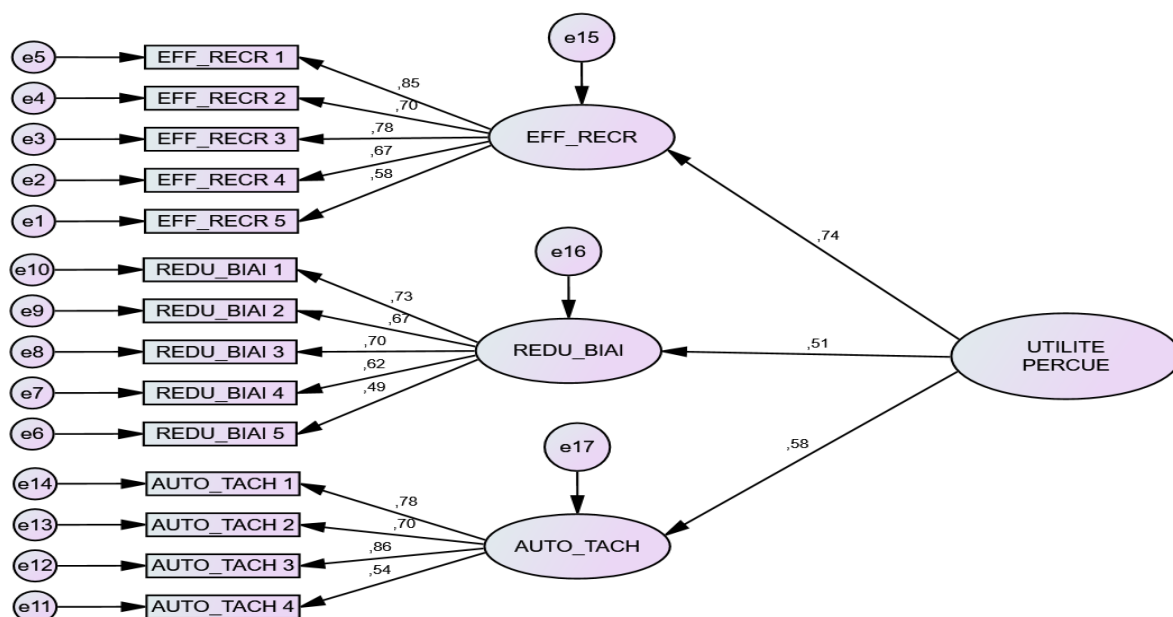 e15
e5
EFF_RECR 1
,85
e4
EFF_RECR 2
,70
e3
EFF_RECR 3
,78
EFF_RECR
e2
EFF_RECR 4
,67
e1
EFF_RECR 5
,58
,74
e16
e10
REDU_BIAI 1
,73
e9
REDU_BIAI 2
,67
e8
REDU_BIAI 3
,70
REDU_BIAI
,51
UTILITE
PERCUE
e7
REDU_BIAI 4
,62
e6
REDU_BIAI 5
,49
e17
,58
e14
AUTO_TACH 1
,78
e13
AUTO_TACH 2
,70
AUTO_TACH
e12
AUTO_TACH 3
,86
e11
AUTO_TACH 4
,54